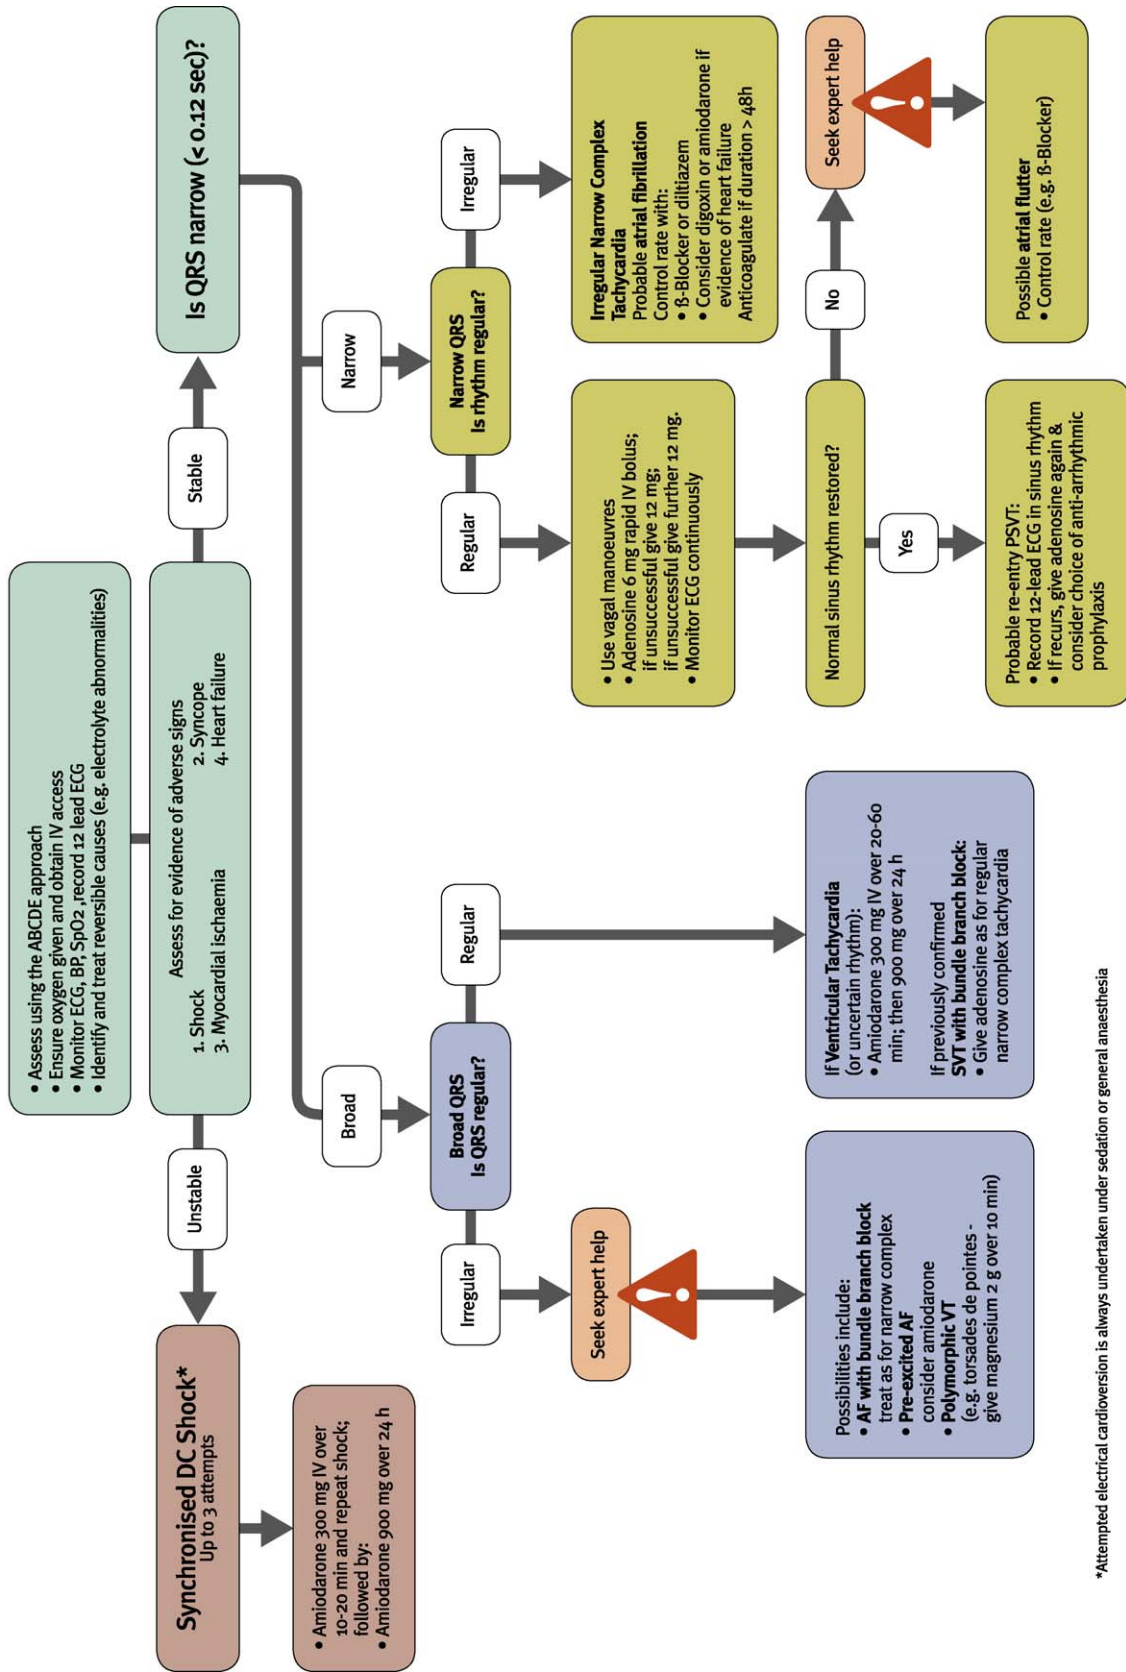 • Assess using the ABCDE approach
• Ensure oxygen given and obtain IV access
• Monitor ECG, BP, SpO2 ,record 12 lead ECG
• Identify and treat reversible causes (e.g. electrolyte abnormalities)
Assess for evidence of adverse signs
1. Shock 2. Syncope
3. Myocardial ischaemia 4. Heart failure
Unstable
Stable
Synchronised DC Shock*
Up to 3 attempts
Is QRS narrow (< 0.12 sec)?
• Amiodarone 300 mg IV over
10-20 min and repeat shock;
followed by:
• Amiodarone 900 mg over 24 h
Broad
Narrow
Broad QRS
Is QRS regular?
Narrow QRS
Is rhythm regular?
Irregular
Regular
Regular
Irregular
Seek expert help
!
Possibilities include:
• AF with bundle branch block
treat as for narrow complex
• Pre-excited AF
consider amiodarone
• Polymorphic VT
(e.g. torsades de pointes -
give magnesium 2 g over 10 min)
If Ventricular Tachycardia
(or uncertain rhythm):
• Amiodarone 300 mg IV over 20-60
min; then 900 mg over 24 h
If previously confirmed
SVT with bundle branch block:
• Give adenosine as for regular
narrow complex tachycardia
• Use vagal manoeuvres
• Adenosine 6 mg rapid IV bolus;
if unsuccessful give 12 mg;
if unsuccessful give further 12 mg.
• Monitor ECG continuously
Irregular Narrow Complex
Tachycardia
Probable atrial fibrillation
Control rate with:
• ß-Blocker or diltiazem
• Consider digoxin or amiodarone if
evidence of heart failure
Anticoagulate if duration > 48h
Normal sinus rhythm restored?
Yes
No
Seek expert help
!
Probable re-entry PSVT:
• Record 12-lead ECG in sinus rhythm
• If recurs, give adenosine again &
consider choice of anti-arrhythmic
prophylaxis
Possible atrial flutter
• Control rate (e.g. ß-Blocker)
*Attempted electrical cardioversion is always undertaken under sedation or general anaesthesia